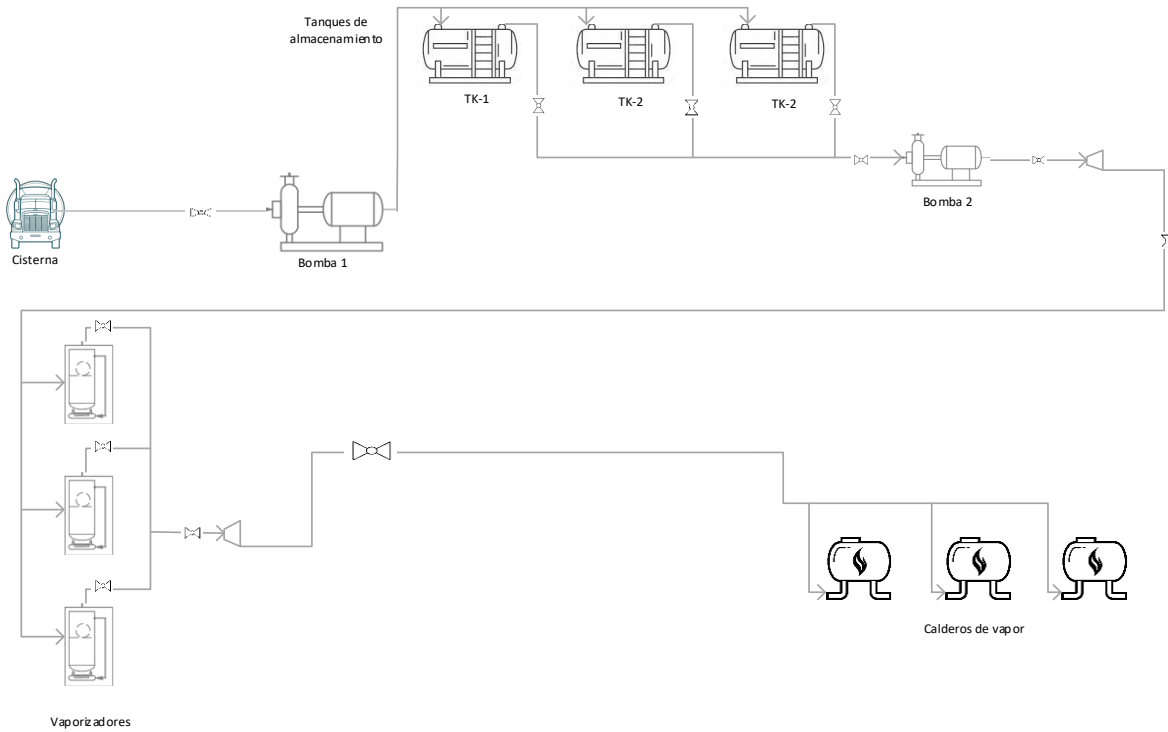 Tanques de
almacenamiento
TK-1
TK-2
TK-2
Bomba 2
Cisterna
Bomba 1
Calderos de vapor
Vaporizadores